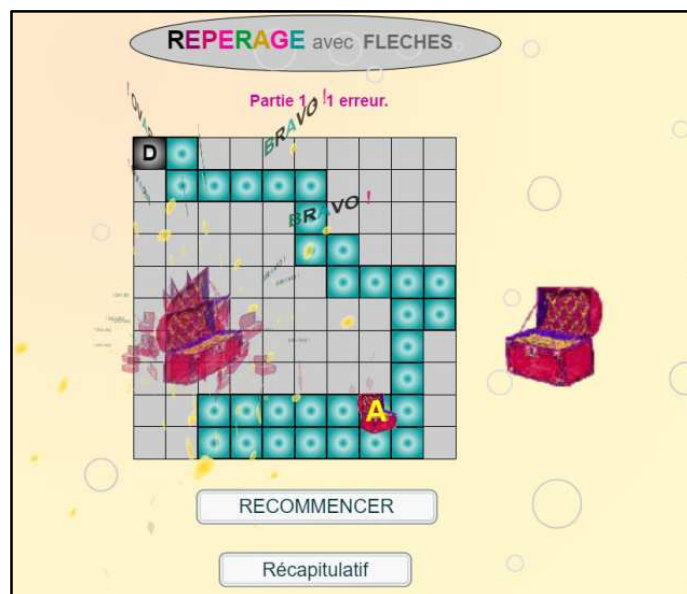 REPERAGE avec FLECHES
Partie 1 1 erreur.
BRAVO !
D
BRAVO !
A
RECOMMENCER
Récapitulatif